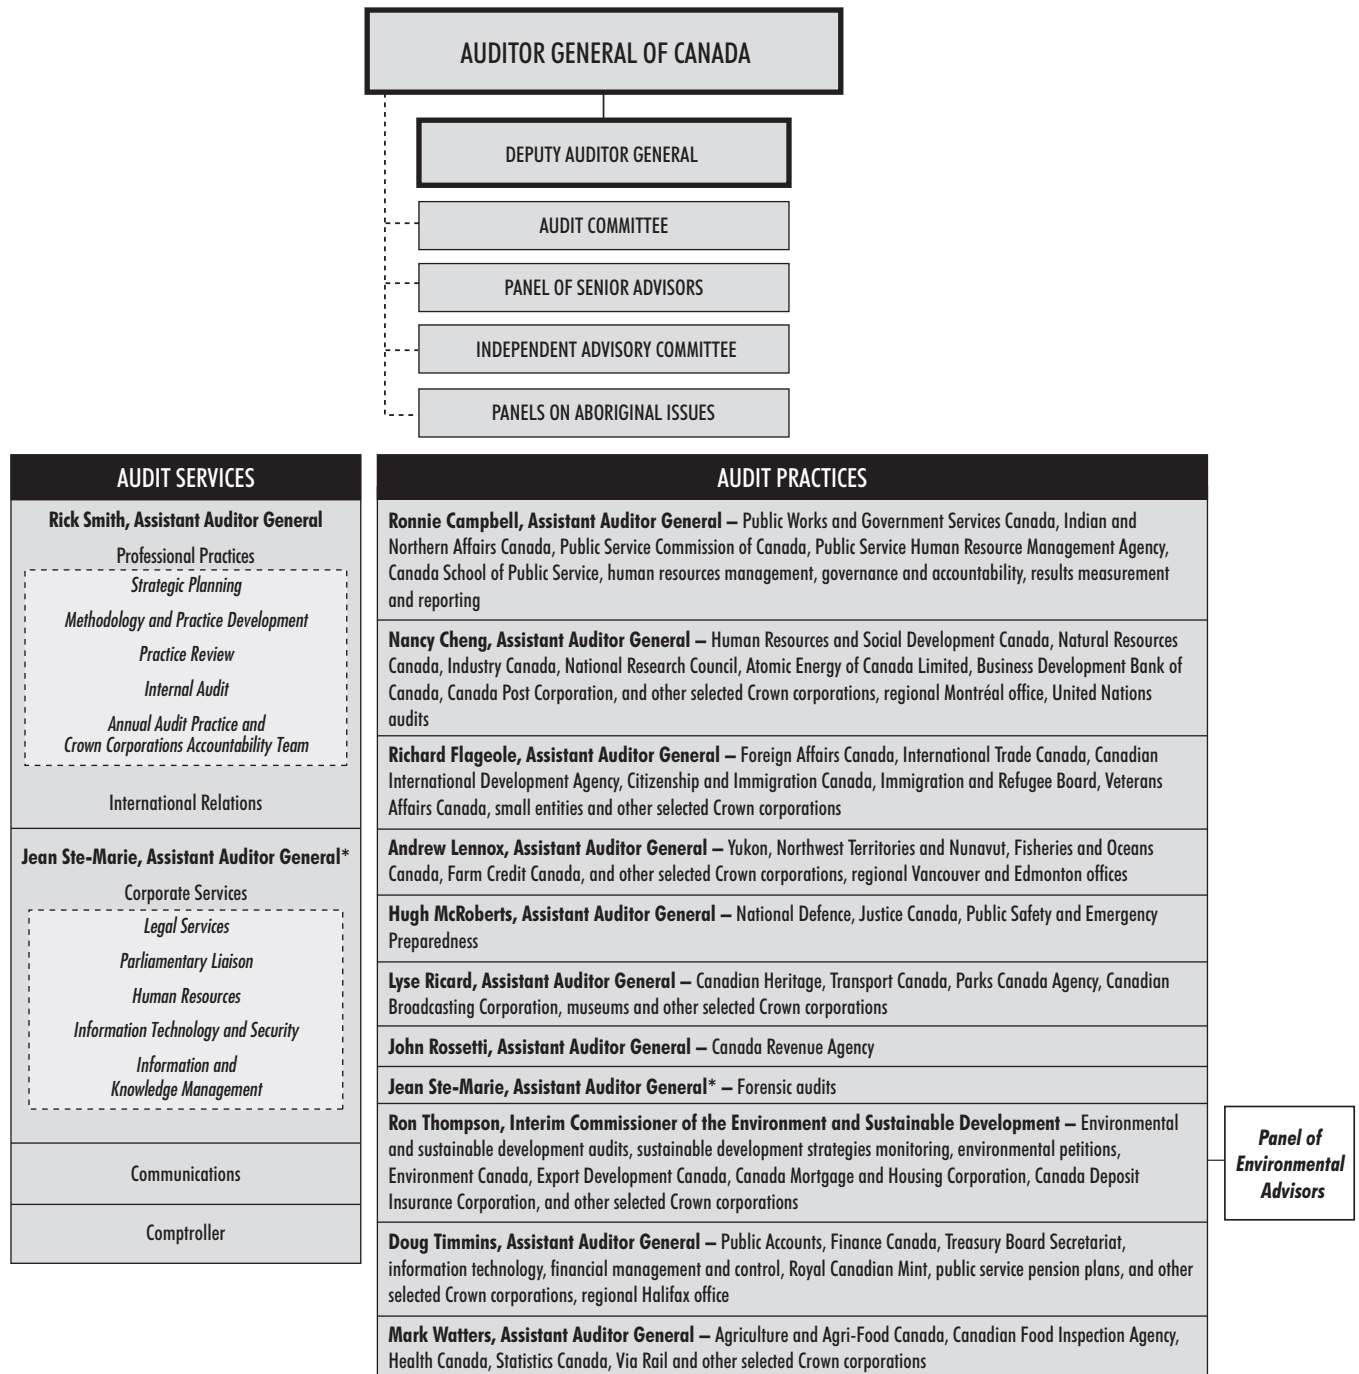 AUDITOR GENERAL OF CANADA
DEPUTY AUDITOR GENERAL
AUDIT COMMITTEE
PANEL OF SENIOR ADVISORS
INDEPENDENT ADVISORY COMMITTEE
PANELS ON ABORIGINAL ISSUES
AUDIT SERVICES
Rick Smith, Assistant Auditor General
Professional Practices
Strategic Planning
Methodology and Practice Development
Practice Review
Internal Audit
Annual Audit Practice and
Crown Corporations Accountability Team
International Relations
Jean Ste-Marie, Assistant Auditor General*
Corporate Services
Legal Services
Parliamentary Liaison
Human Resources
Information Technology and Security
Information and
Knowledge Management
Communications
Comptroller
AUDIT PRACTICES
Ronnie Campbell, Assistant Auditor General – Public Works and Government Services Canada, Indian and
Northern Affairs Canada, Public Service Commission of Canada, Public Service Human Resource Management Agency,
Canada School of Public Service, human resources management, governance and accountability, results measurement
and reporting
Nancy Cheng, Assistant Auditor General – Human Resources and Social Development Canada, Natural Resources
Canada, Industry Canada, National Research Council, Atomic Energy of Canada Limited, Business Development Bank of
Canada, Canada Post Corporation, and other selected Crown corporations, regional Montréal office, United Nations
audits
Richard Flageole, Assistant Auditor General – Foreign Affairs Canada, International Trade Canada, Canadian
International Development Agency, Citizenship and Immigration Canada, Immigration and Refugee Board, Veterans
Affairs Canada, small entities and other selected Crown corporations
Andrew Lennox, Assistant Auditor General – Yukon, Northwest Territories and Nunavut, Fisheries and Oceans
Canada, Farm Credit Canada, and other selected Crown corporations, regional Vancouver and Edmonton offices
Hugh McRoberts, Assistant Auditor General – National Defence, Justice Canada, Public Safety and Emergency
Preparedness
Lyse Ricard, Assistant Auditor General – Canadian Heritage, Transport Canada, Parks Canada Agency, Canadian
Broadcasting Corporation, museums and other selected Crown corporations
John Rossetti, Assistant Auditor General – Canada Revenue Agency
Jean Ste-Marie, Assistant Auditor General* – Forensic audits
Ron Thompson, Interim Commissioner of the Environment and Sustainable Development – Environmental
and sustainable development audits, sustainable development strategies monitoring, environmental petitions,
Environment Canada, Export Development Canada, Canada Mortgage and Housing Corporation, Canada Deposit
Insurance Corporation, and other selected Crown corporations
Doug Timmins, Assistant Auditor General – Public Accounts, Finance Canada, Treasury Board Secretariat,
information technology, financial management and control, Royal Canadian Mint, public service pension plans, and other
selected Crown corporations, regional Halifax office
Mark Watters, Assistant Auditor General – Agriculture and Agri-Food Canada, Canadian Food Inspection Agency,
Health Canada, Statistics Canada, Via Rail and other selected Crown corporations
Panel of
Environmental
Advisors